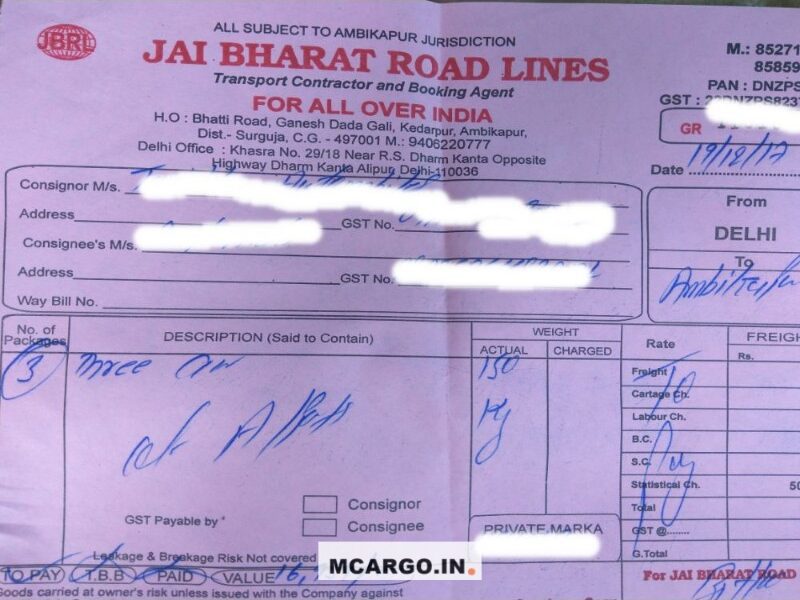 JBRL
ALL SUBJECT TO AMBIKAPUR JURISDICTION
JAI BHARAT ROAD LINES
Transport Contractor and Booking Agent
FOR ALL OVER INDIA
H.O : Bhatti Road, Ganesh Dada Gali, Kedarpur, Ambikapur,
Dist.- Surguja, C.G. - 497001 M.: 9406220777
Delhi Office : Khasra No. 29/18 Near R.S. Dharm Kanta Opposite
Highway Dharm Kanta Alipur Delhi-110036
M.: 85271
85859
PAN : DNZPS
GST :
GR
Date 19/12/17
Consignor M/s.
Address GST No.
Consignee's M/s.
Address GST No.
Way Bill No.
From
DELHI
To
Ambikapur
No. of Packages DESCRIPTION (Said to Contain) WEIGHT
ACTUAL CHARGED
Rate FREIGH
Rs.
3 Three 150
Kg
of
Freight
Cartage Ch.
Labour Ch.
B.C.
S.C.
Statistical Ch. 50
Total
GST @........
G.Total
To Pay
GST Payable by
Consignor
Consignee
PRIVATE MARKA
Leakage & Breakage Risk Not covered
TO PAY T.B.B PAID VALUE
For JAI BHARAT ROAD
Goods carried at owner's risk unless issued with the Company against
MCARGO.IN.